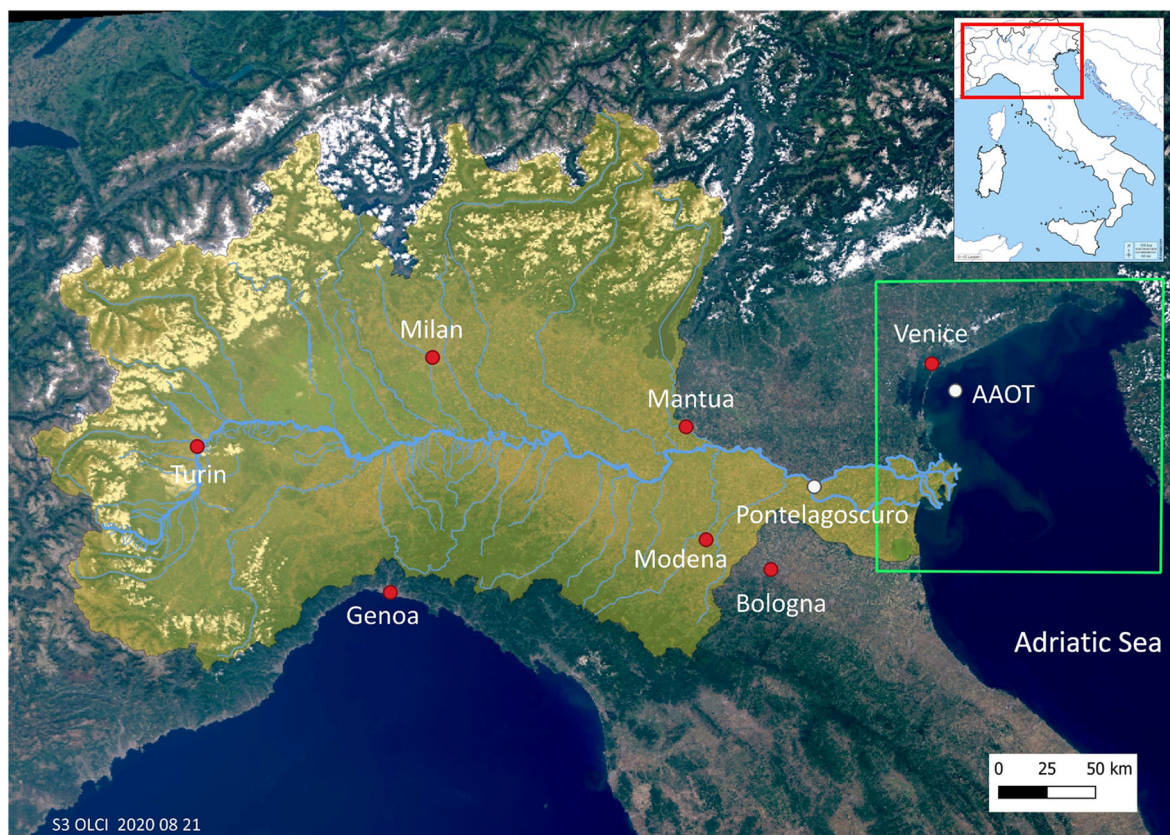 Milan
Venice
AAOT
Mantua
Turin
Pontelagoscuro
Modena
Bologna
Genoa
Adriatic Sea
0 25 50 km
S3 OLCI 2020 08 21